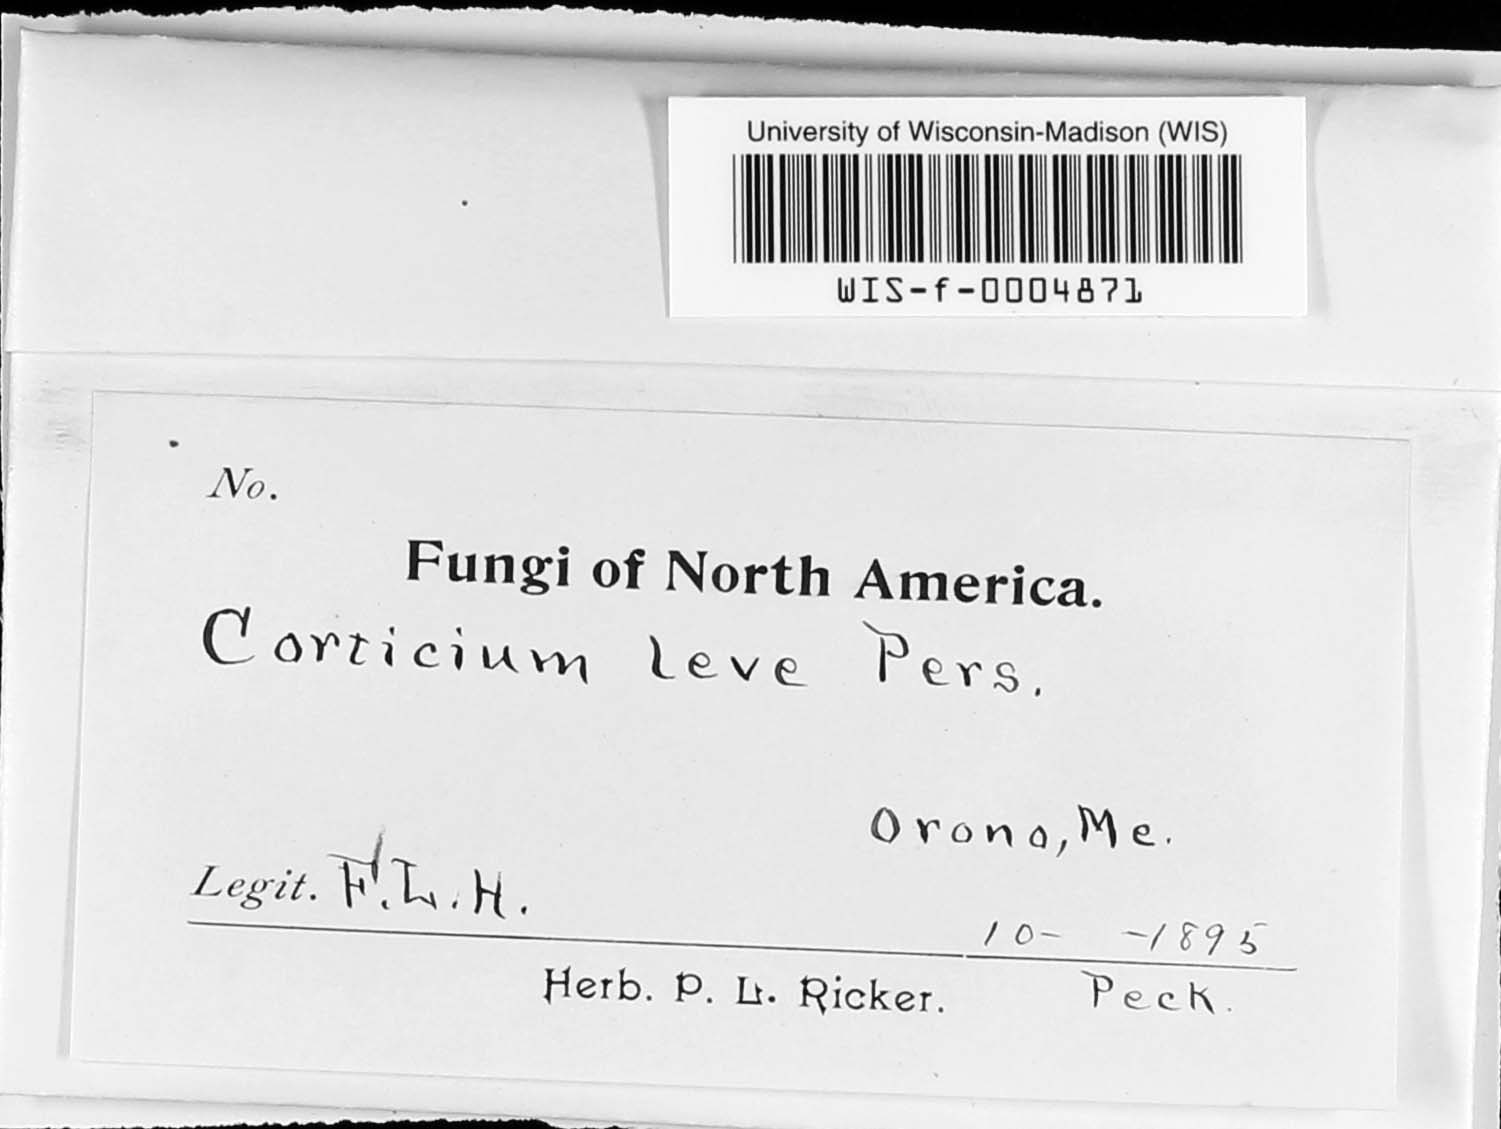 University of Wisconsin-Madison (WIS)
WIS-f-0004871
No.
Fungi of North America.
Corticium leve Pers.
Orono, Me.
Legit. F. L. H.
10- -1895
Herb. P. L. Ricker.
Peck.